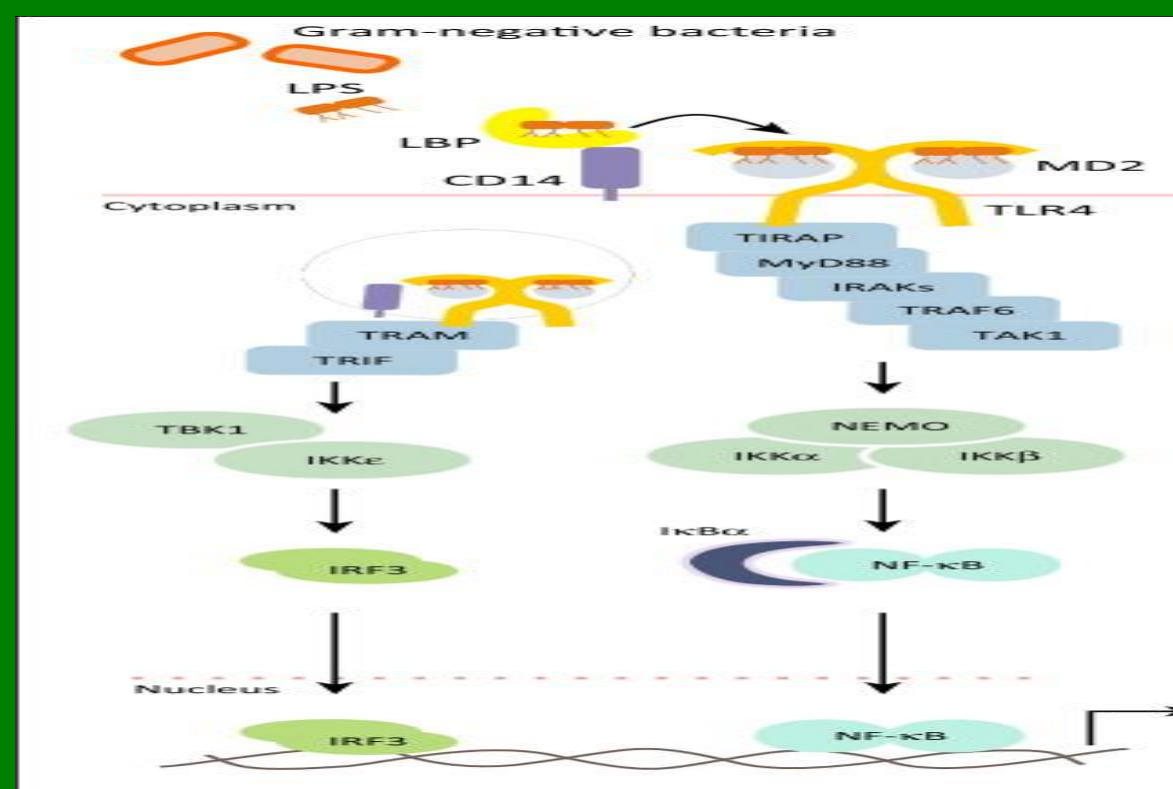 Gram-negative bacteria
LPS
LBP
CD14
MD2
Cytoplasm
TLR4
TIRAP
MyD88
IRAKs
TRAF6
TAK1
TRAM
TRIF
TBK1
IKKε
NEMO
IKKα
IKKβ
IκBα
IRF3
NF-κB
Nucleus
IRF3
NF-κB